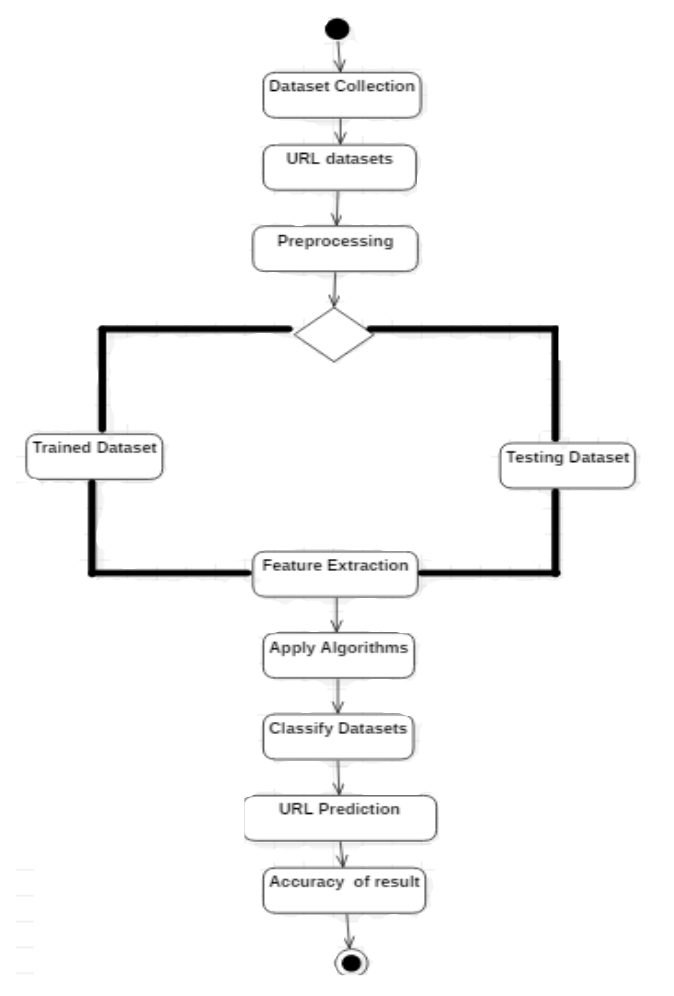 Dataset Collection
URL datasets
Preprocessing
Trained Dataset
Testing Dataset
Feature Extraction
Apply Algorithms
Classify Datasets
URL Prediction
Accuracy of result